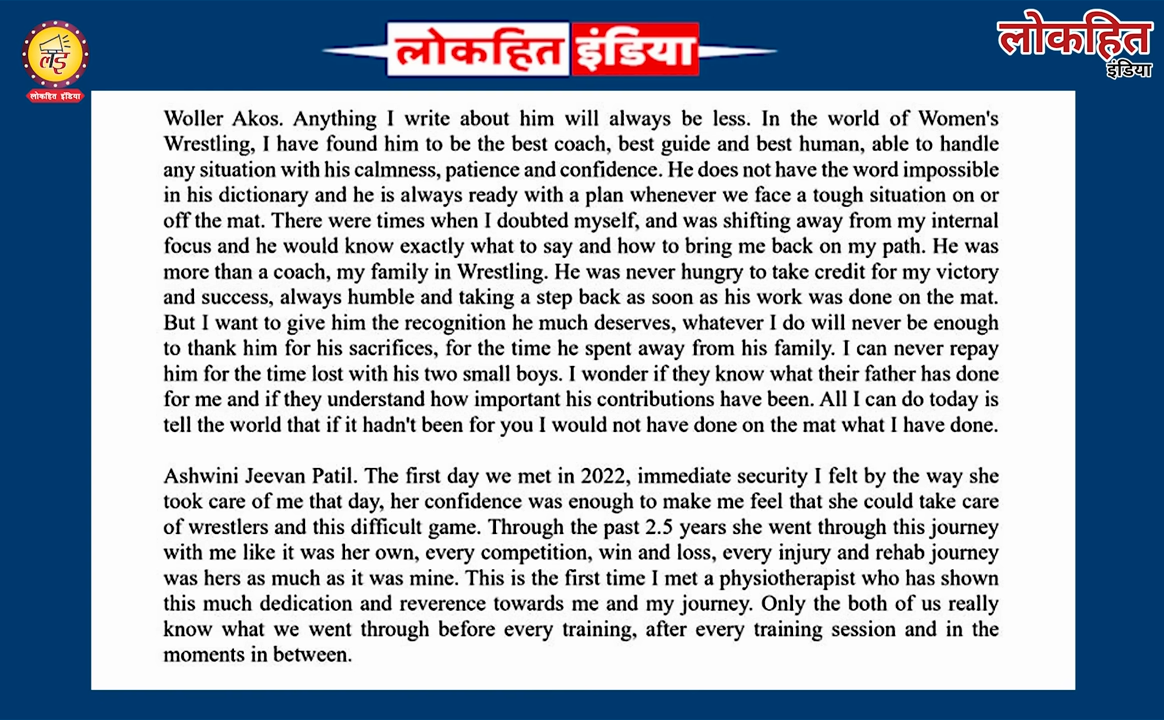 लोकहित इंडिया
लोकहित
इंडिया
लई
लोकहित इंडिया
Woller Akos. Anything I write about him will always be less. In the world of Women's
Wrestling, I have found him to be the best coach, best guide and best human, able to handle
any situation with his calmness, patience and confidence. He does not have the word impossible
in his dictionary and he is always ready with a plan whenever we face a tough situation on or
off the mat. There were times when I doubted myself, and was shifting away from my internal
focus and he would know exactly what to say and how to bring me back on my path. He was
more than a coach, my family in Wrestling. He was never hungry to take credit for my victory
and success, always humble and taking a step back as soon as his work was done on the mat.
But I want to give him the recognition he much deserves, whatever I do will never be enough
to thank him for his sacrifices, for the time he spent away from his family. I can never repay
him for the time lost with his two small boys. I wonder if they know what their father has done
for me and if they understand how important his contributions have been. All I can do today is
tell the world that if it hadn't been for you I would not have done on the mat what I have done.
Ashwini Jeevan Patil. The first day we met in 2022, immediate security I felt by the way she
took care of me that day, her confidence was enough to make me feel that she could take care
of wrestlers and this difficult game. Through the past 2.5 years she went through this journey
with me like it was her own, every competition, win and loss, every injury and rehab journey
was hers as much as it was mine. This is the first time I met a physiotherapist who has shown
this much dedication and reverence towards me and my journey. Only the both of us really
know what we went through before every training, after every training session and in the
moments in between.